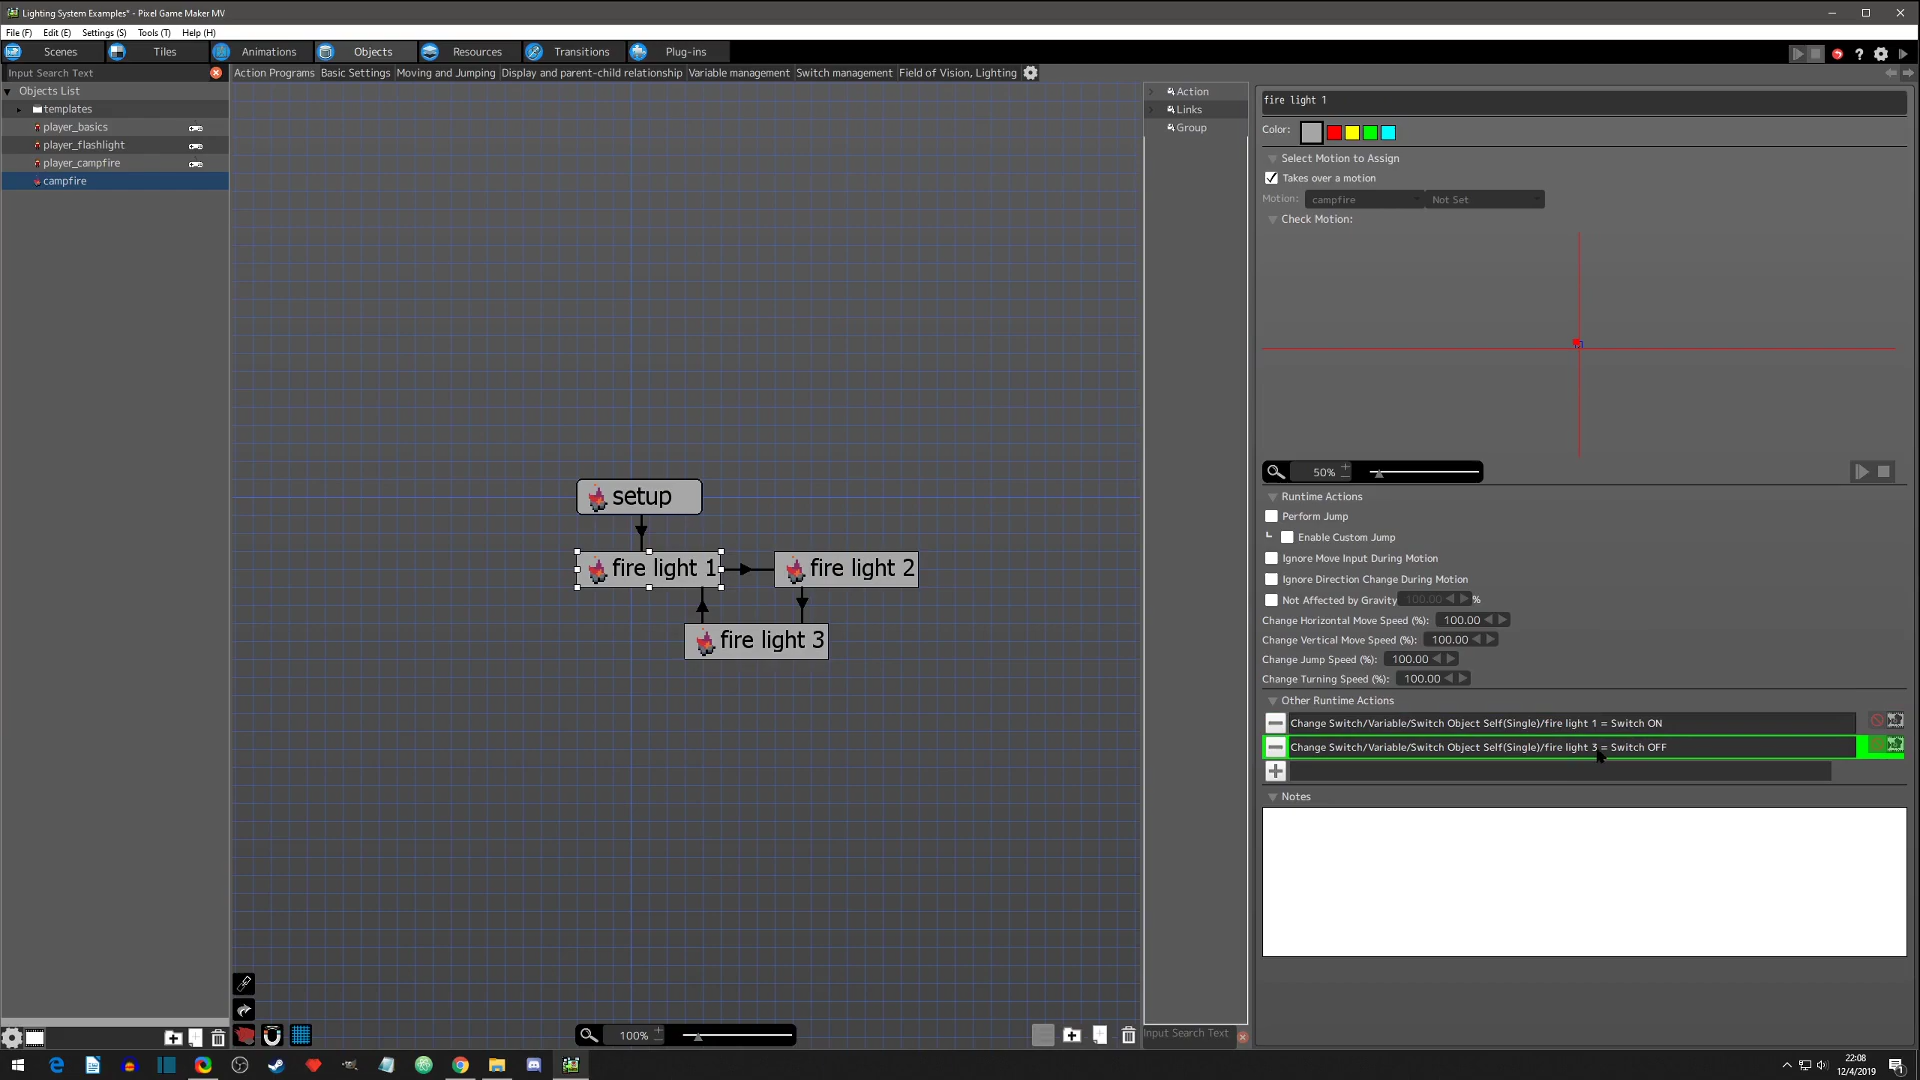 Lighting System Examples* - Pixel Game Maker MV
File (F) Edit (E) Settings (S) Tools (T) Help (H)
Scenes Tiles Animations Objects Resources Transitions Plug-ins
Input Search Text
Action Programs Basic Settings Moving and Jumping Display and parent-child relationship Variable management Switch management Field of Vision, Lighting
Objects List
templates
player_basics
player_flashlight
player_campfire
campfire
setup
fire light 1
fire light 2
fire light 3
100%
Action
Links
Group
Input Search Text
fire light 1
Color:
Select Motion to Assign
Takes over a motion
Motion: campfire Not Set
Check Motion:
50%
Runtime Actions
Perform Jump
Enable Custom Jump
Ignore Move Input During Motion
Ignore Direction Change During Motion
Not Affected by Gravity 100.00 %
Change Horizontal Move Speed (%): 100.00
Change Vertical Move Speed (%): 100.00
Change Jump Speed (%): 100.00
Change Turning Speed (%): 100.00
Other Runtime Actions
Change Switch/Variable/Switch Object Self(Single)/fire light 1 = Switch ON
Change Switch/Variable/Switch Object Self(Single)/fire light 3 = Switch OFF
Notes
22:08
12/4/2019